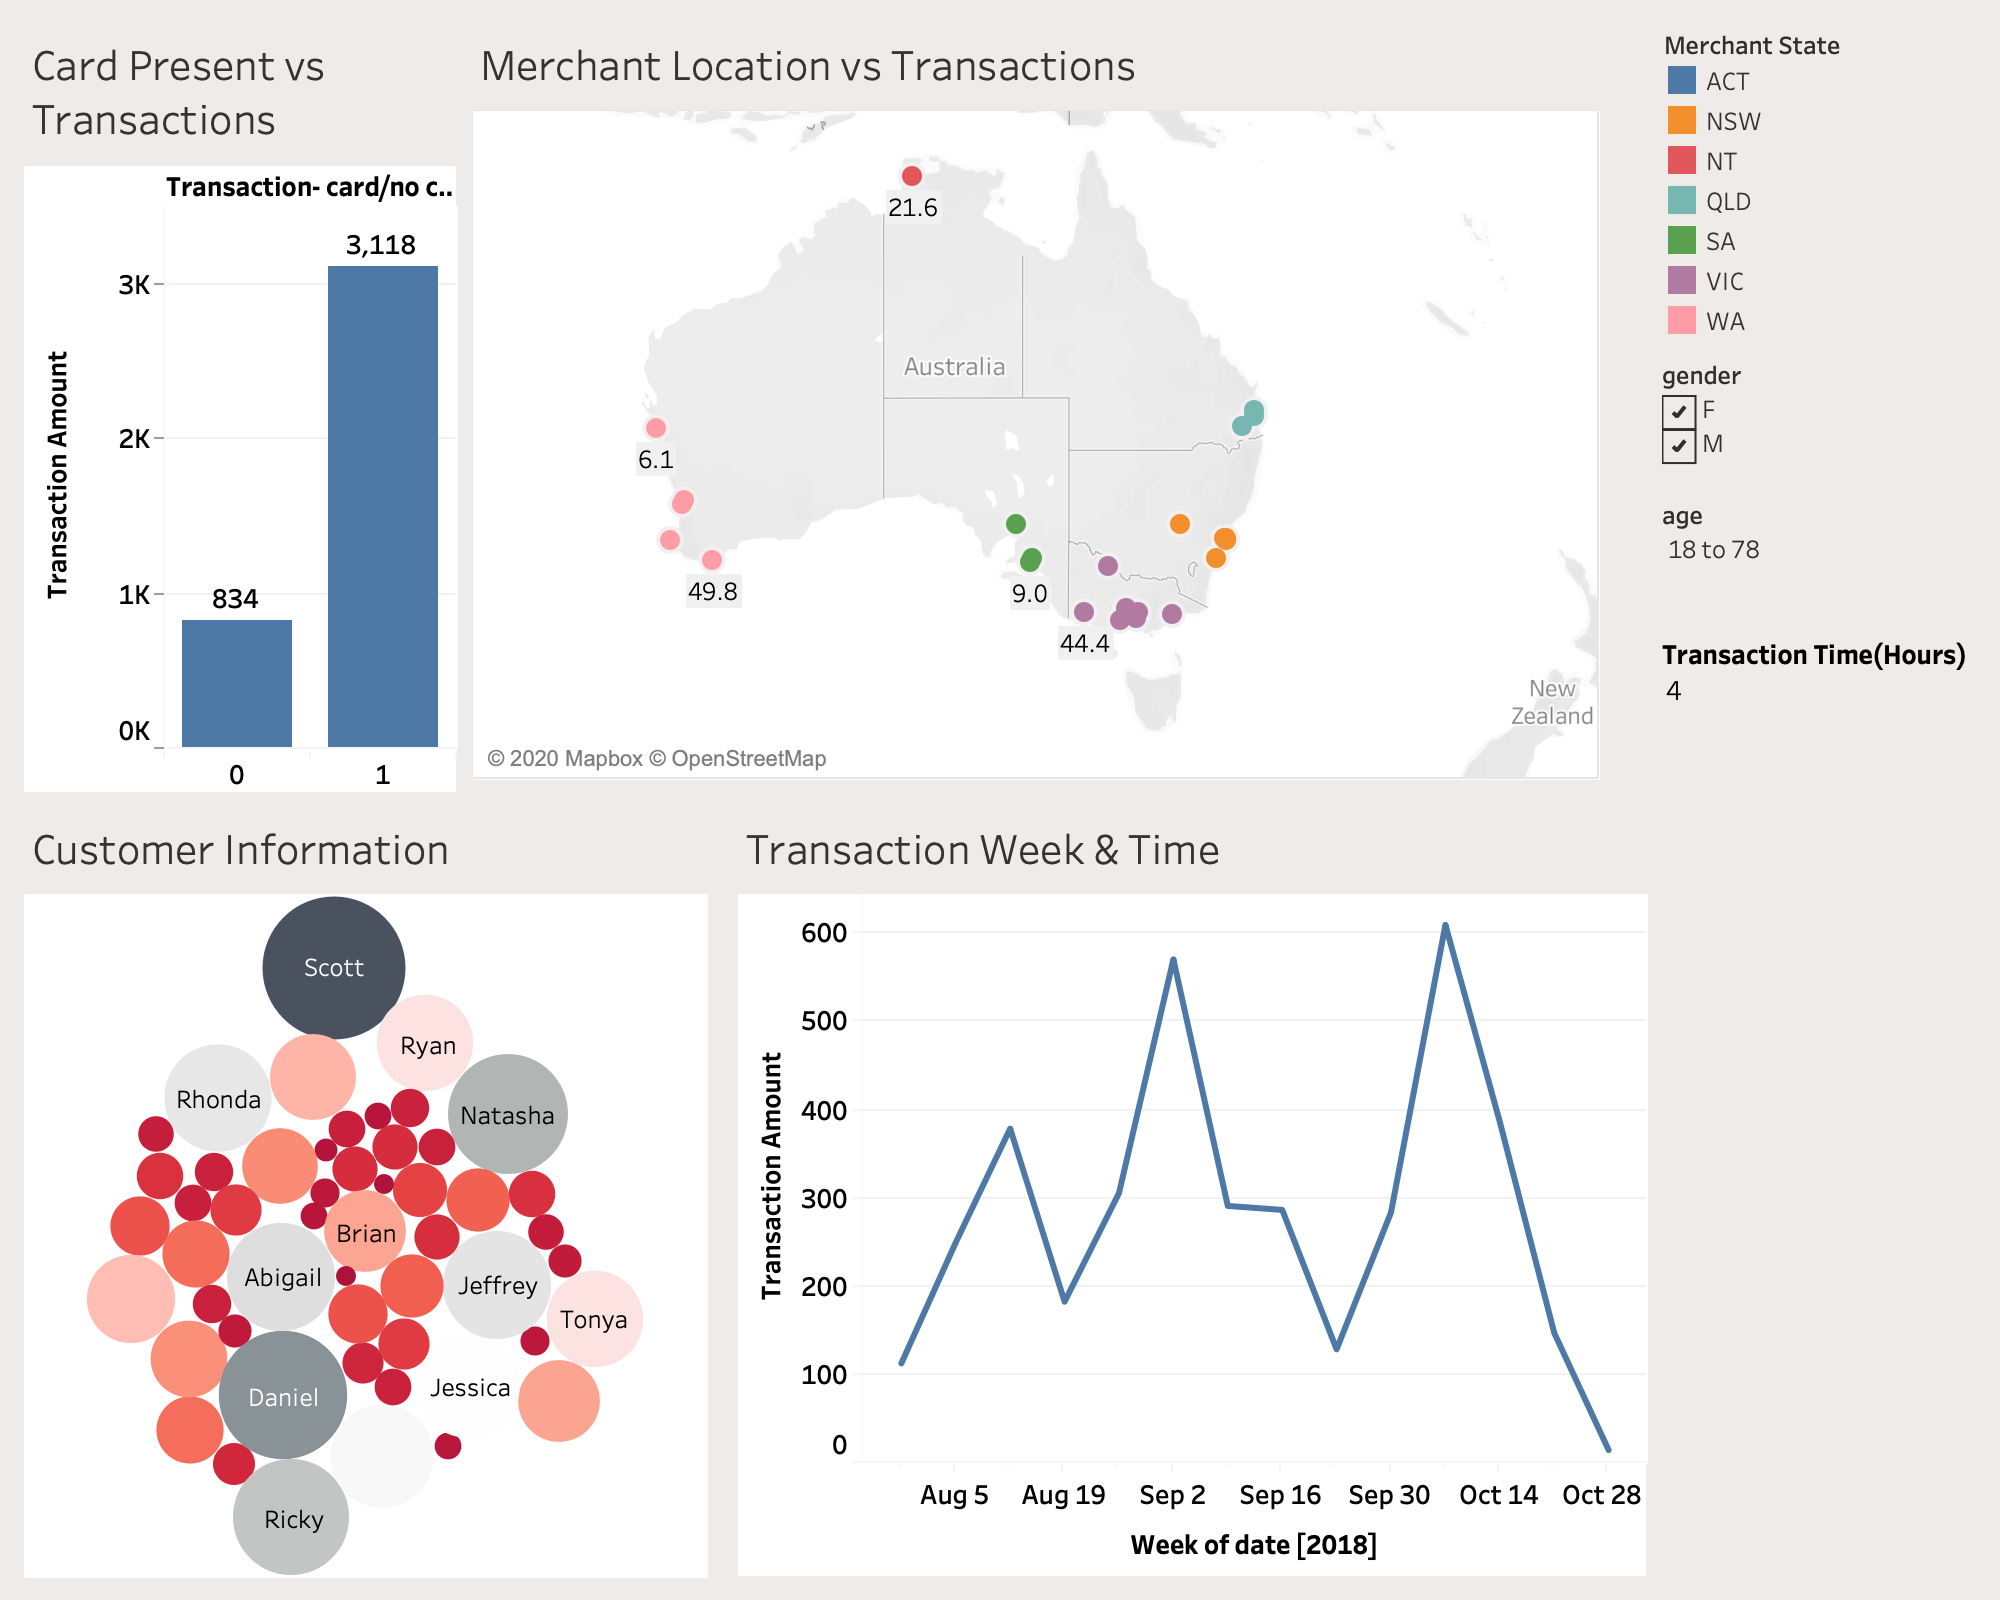 Card Present vs
Transactions
Transaction- card/no c..
3,118
834
3K
2K
1K
0K
Transaction Amount
0
1
Merchant Location vs Transactions
21.6
Australia
6.1
49.8
9.0
44.4
New
Zealand
© 2020 Mapbox © OpenStreetMap
Merchant State
ACT
NSW
NT
QLD
SA
VIC
WA
gender
F
M
age
18 to 78
Transaction Time(Hours)
4
Customer Information
Scott
Ryan
Rhonda
Natasha
Brian
Abigail
Jeffrey
Tonya
Jessica
Daniel
Ricky
Transaction Week & Time
600
500
400
300
200
100
0
Transaction Amount
Aug 5
Aug 19
Sep 2
Sep 16
Sep 30
Oct 14
Oct 28
Week of date [2018]